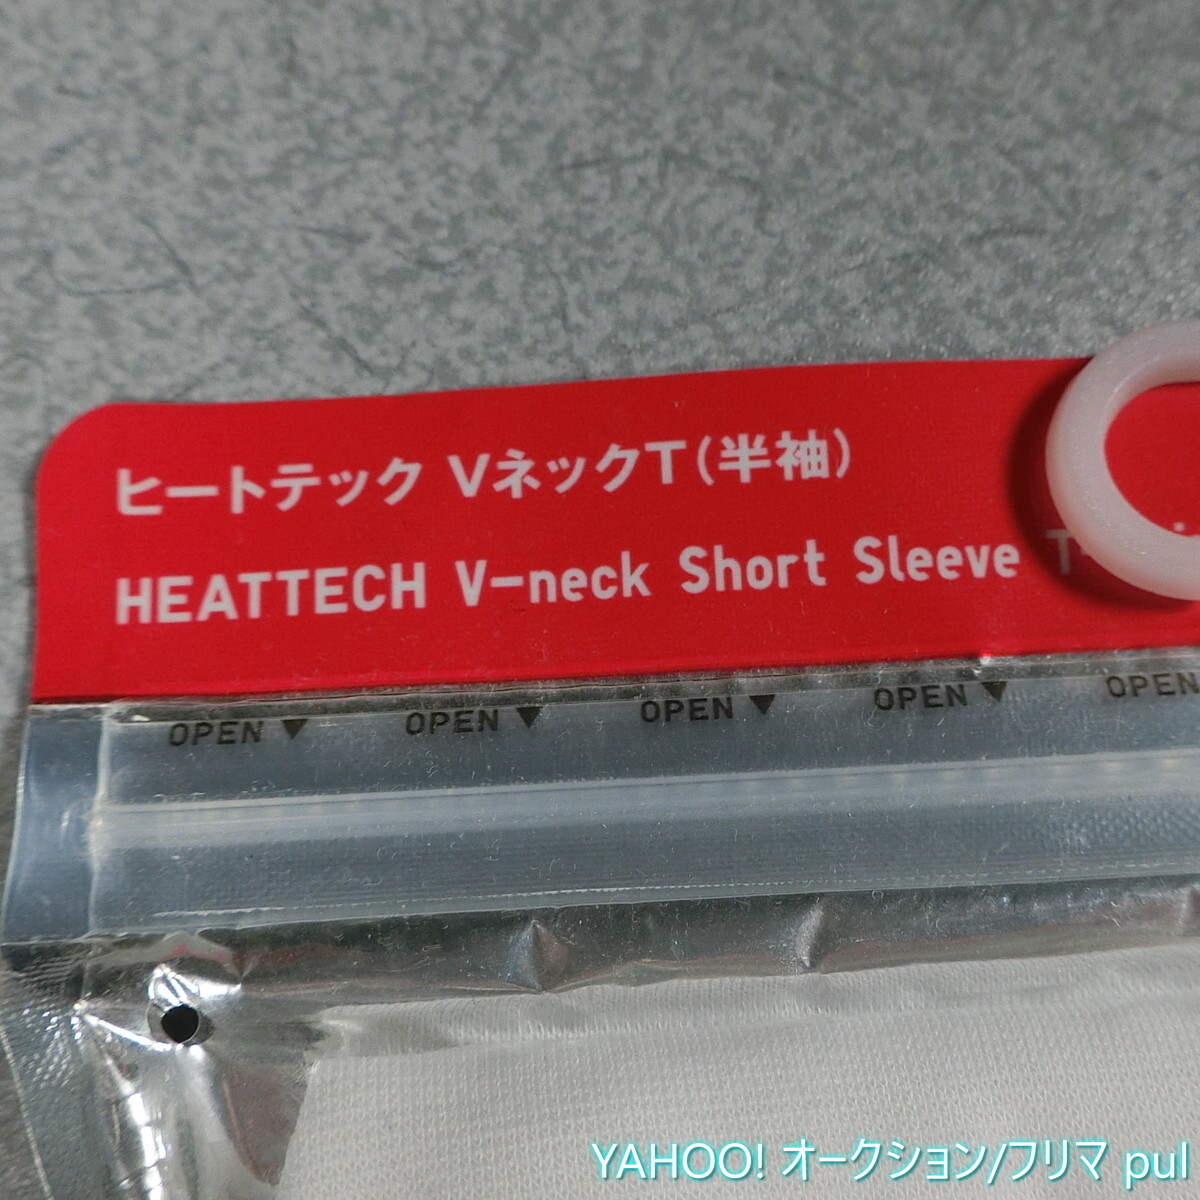 ヒートテック VネックT(半袖)
HEATTECH V-neck Short Sleeve
OPEN▼ OPEN▼ OPEN▼ OPEN▼ OPEN
YAHOO! オークション/フリマ pul